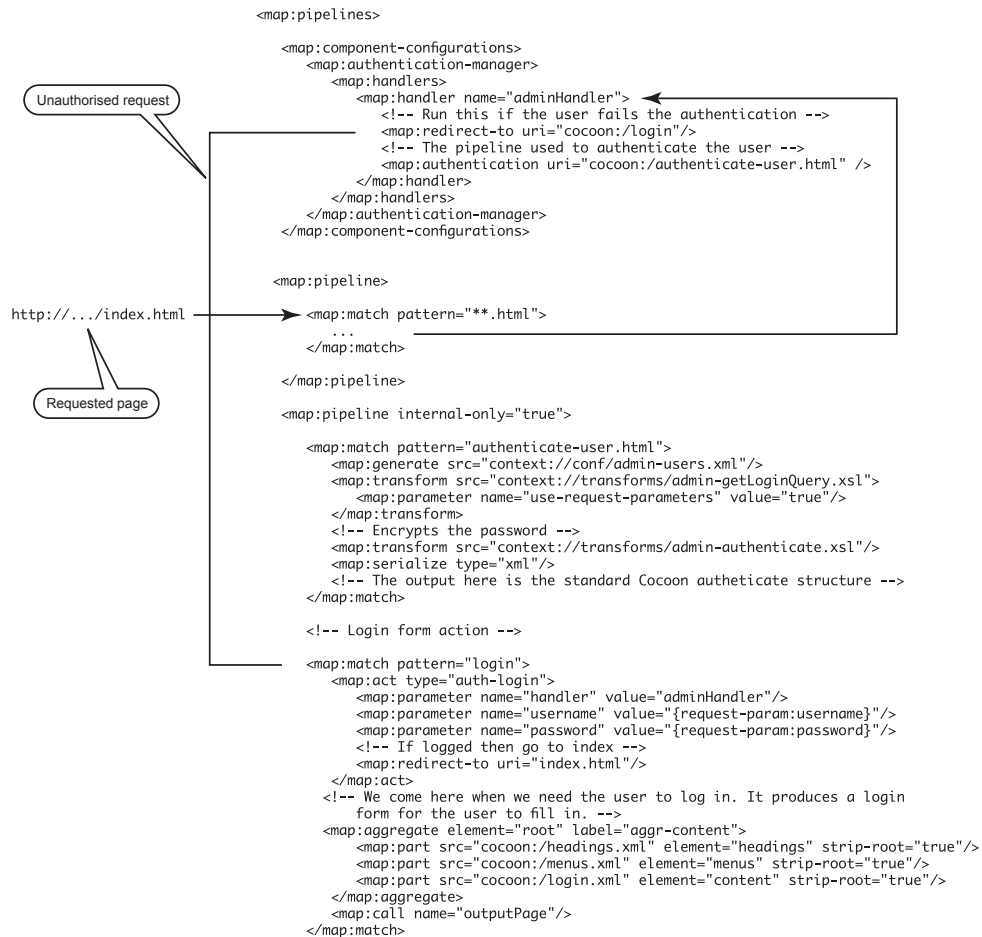 <map:pipelines>
<map:component-configurations>
<map:authentication-manager>
<map:handlers>
<map:handler name="adminHandler">
<!-- Run this if the user fails the authentication -->
<map:redirect-to uri="cocoon:/login"/>
<!-- The pipeline used to authenticate the user -->
<map:authentication uri="cocoon:/authenticate-user.html" />
</map:handler>
</map:handlers>
</map:authentication-manager>
</map:component-configurations>
Unauthorised request
<map:pipeline>
http://.../index.html
<map:match pattern="**.html">
...
</map:match>
</map:pipeline>
Requested page
<map:pipeline internal-only="true">
<map:match pattern="authenticate-user.html">
<map:generate src="context://conf/admin-users.xml"/>
<map:transform src="context://transforms/admin-getLoginQuery.xsl">
<map:parameter name="use-request-parameters" value="true"/>
</map:transform>
<!-- Encrypts the password -->
<map:transform src="context://transforms/admin-authenticate.xsl"/>
<map:serialize type="xml"/>
<!-- The output here is the standard Cocoon autheticate structure -->
</map:match>
<!-- Login form action -->
<map:match pattern="login">
<map:act type="auth-login">
<map:parameter name="handler" value="adminHandler"/>
<map:parameter name="username" value="{request-param:username}"/>
<map:parameter name="password" value="{request-param:password}"/>
<!-- If logged then go to index -->
<map:redirect-to uri="index.html"/>
</map:act>
<!-- We come here when we need the user to log in. It produces a login
form for the user to fill in. -->
<map:aggregate element="root" label="aggr-content">
<map:part src="cocoon:/headings.xml" element="headings" strip-root="true"/>
<map:part src="cocoon:/menus.xml" element="menus" strip-root="true"/>
<map:part src="cocoon:/login.xml" element="content" strip-root="true"/>
</map:aggregate>
<map:call name="outputPage"/>
</map:match>